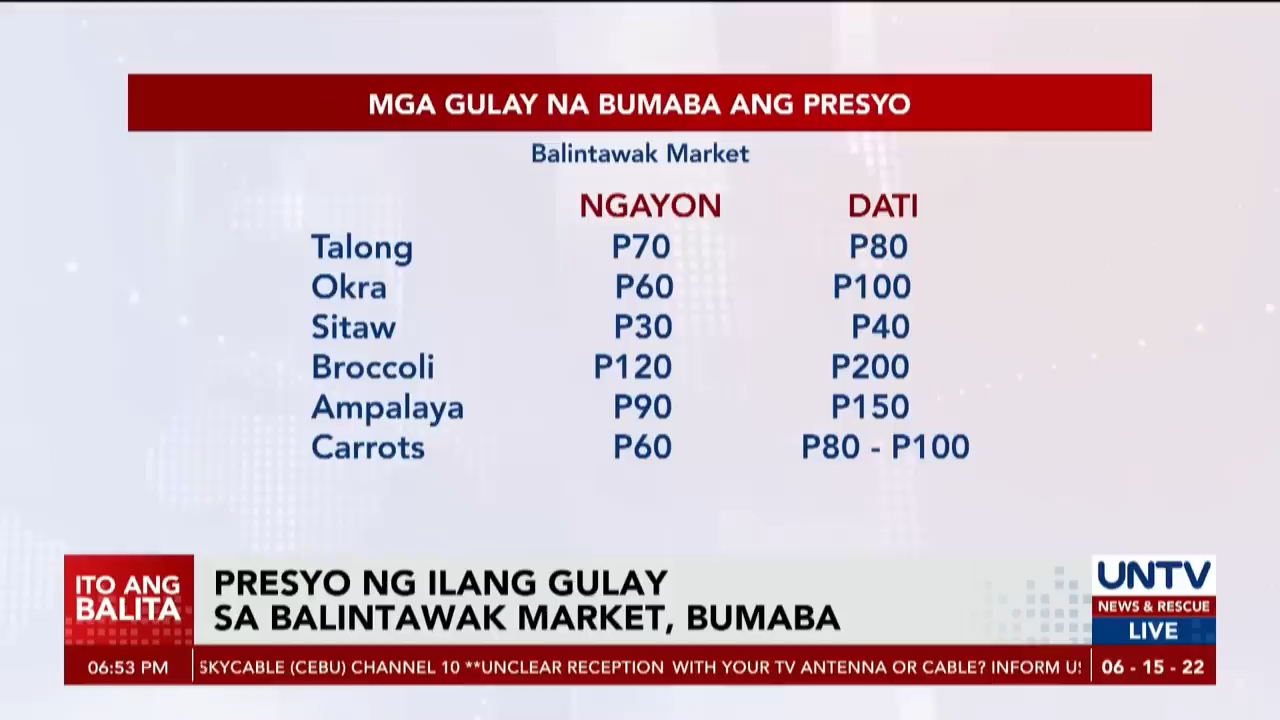 MGA GULAY NA BUMABA ANG PRESYO
Balintawak Market
NGAYON DATI
Talong P70 P80
Okra P60 P100
Sitaw P30 P40
Broccoli P120 P200
Ampalaya P90 P150
Carrots P60 P80 - P100
ITO ANG BALITA
PRESYO NG ILANG GULAY
SA BALINTAWAK MARKET, BUMABA
UNTV
NEWS & RESCUE
LIVE
06:53 PM
SKYCABLE (CEBU) CHANNEL 10 **UNCLEAR RECEPTION WITH YOUR TV ANTENNA OR CABLE? INFORM
06 - 15 - 22